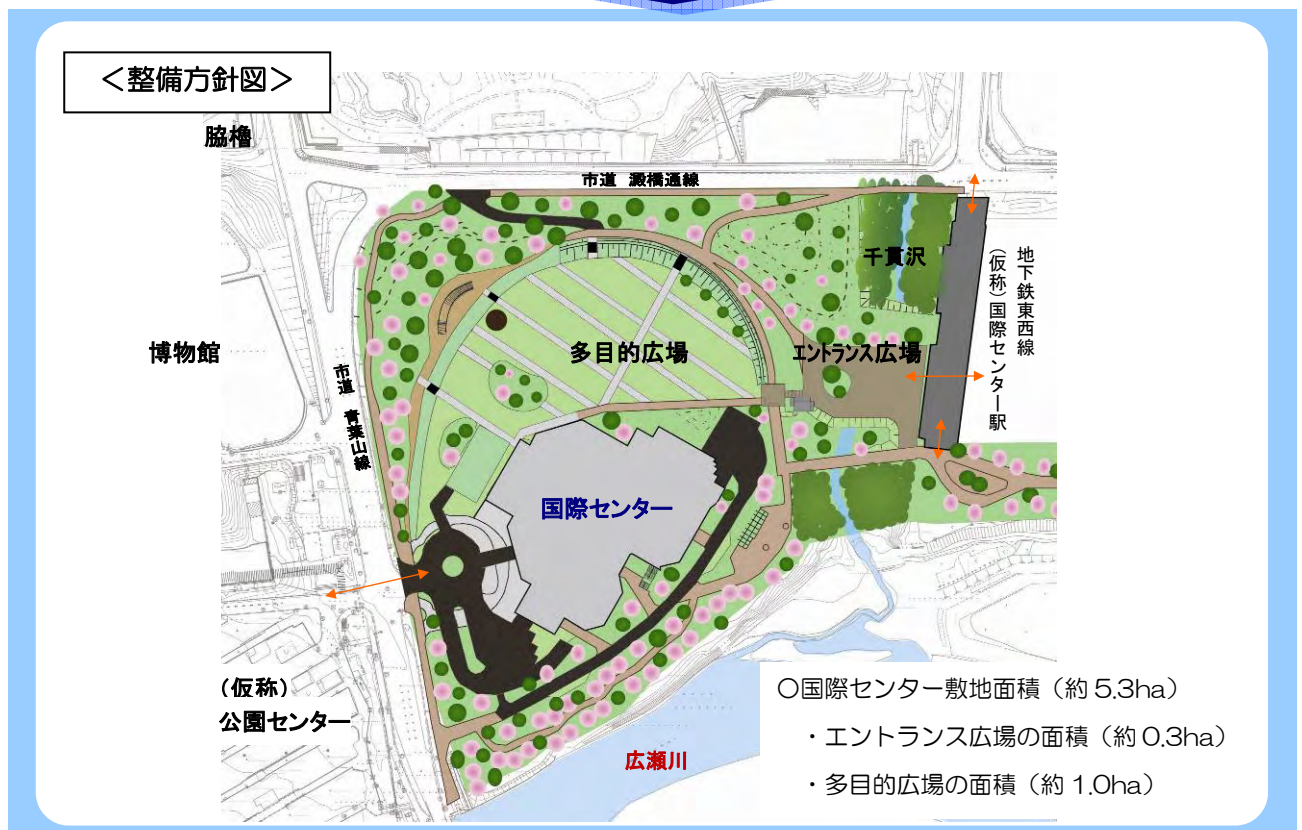 ＜整備方針図＞
脇櫓
市道 澱橋通線
千貫沢
地下鉄東西線
（仮称）国際センター駅
博物館
多目的広場
エントランス広場
市道 青葉山線
国際センター
（仮称）
公園センター
広瀬川
〇国際センター敷地面積（約 5.3ha）
・エントランス広場の面積（約 0.3ha）
・多目的広場の面積（約 1.0ha）